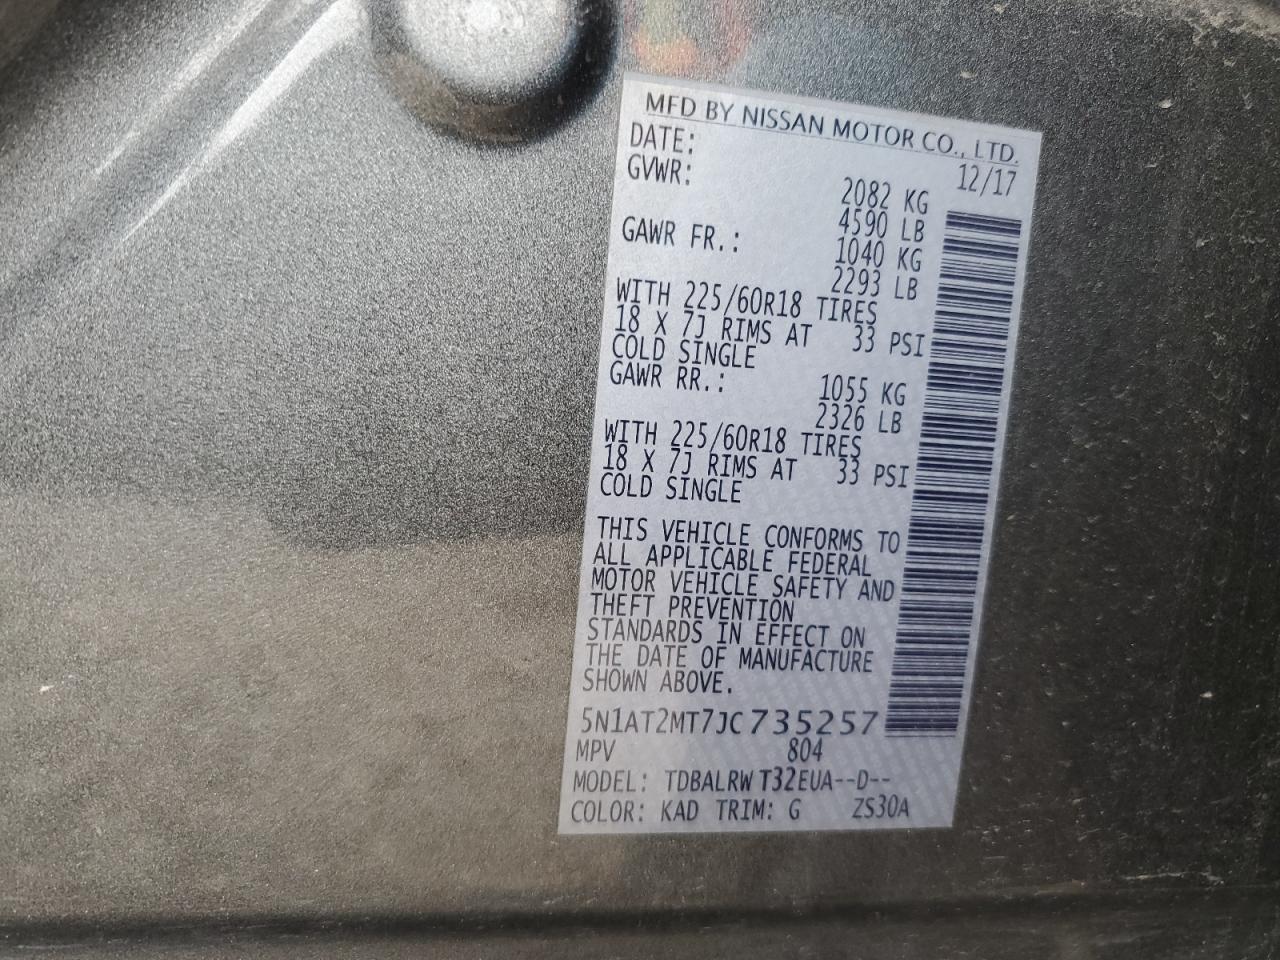 MFD BY NISSAN MOTOR CO., LTD.
DATE: 12/17
GVWR: 2082 KG
4590 LB
GAWR FR.: 1040 KG
2293 LB
WITH 225/60R18 TIRES
18 X 7J RIMS AT 33 PSI
COLD SINGLE
GAWR RR.: 1055 KG
2326 LB
WITH 225/60R18 TIRES
18 X 7J RIMS AT 33 PSI
COLD SINGLE
THIS VEHICLE CONFORMS TO
ALL APPLICABLE FEDERAL
MOTOR VEHICLE SAFETY AND
THEFT PREVENTION
STANDARDS IN EFFECT ON
THE DATE OF MANUFACTURE
SHOWN ABOVE.
5N1AT2MT7JC735257
MPV 804
MODEL: TDBALRW T32EUA--D--
COLOR: KAD TRIM: G ZS30A